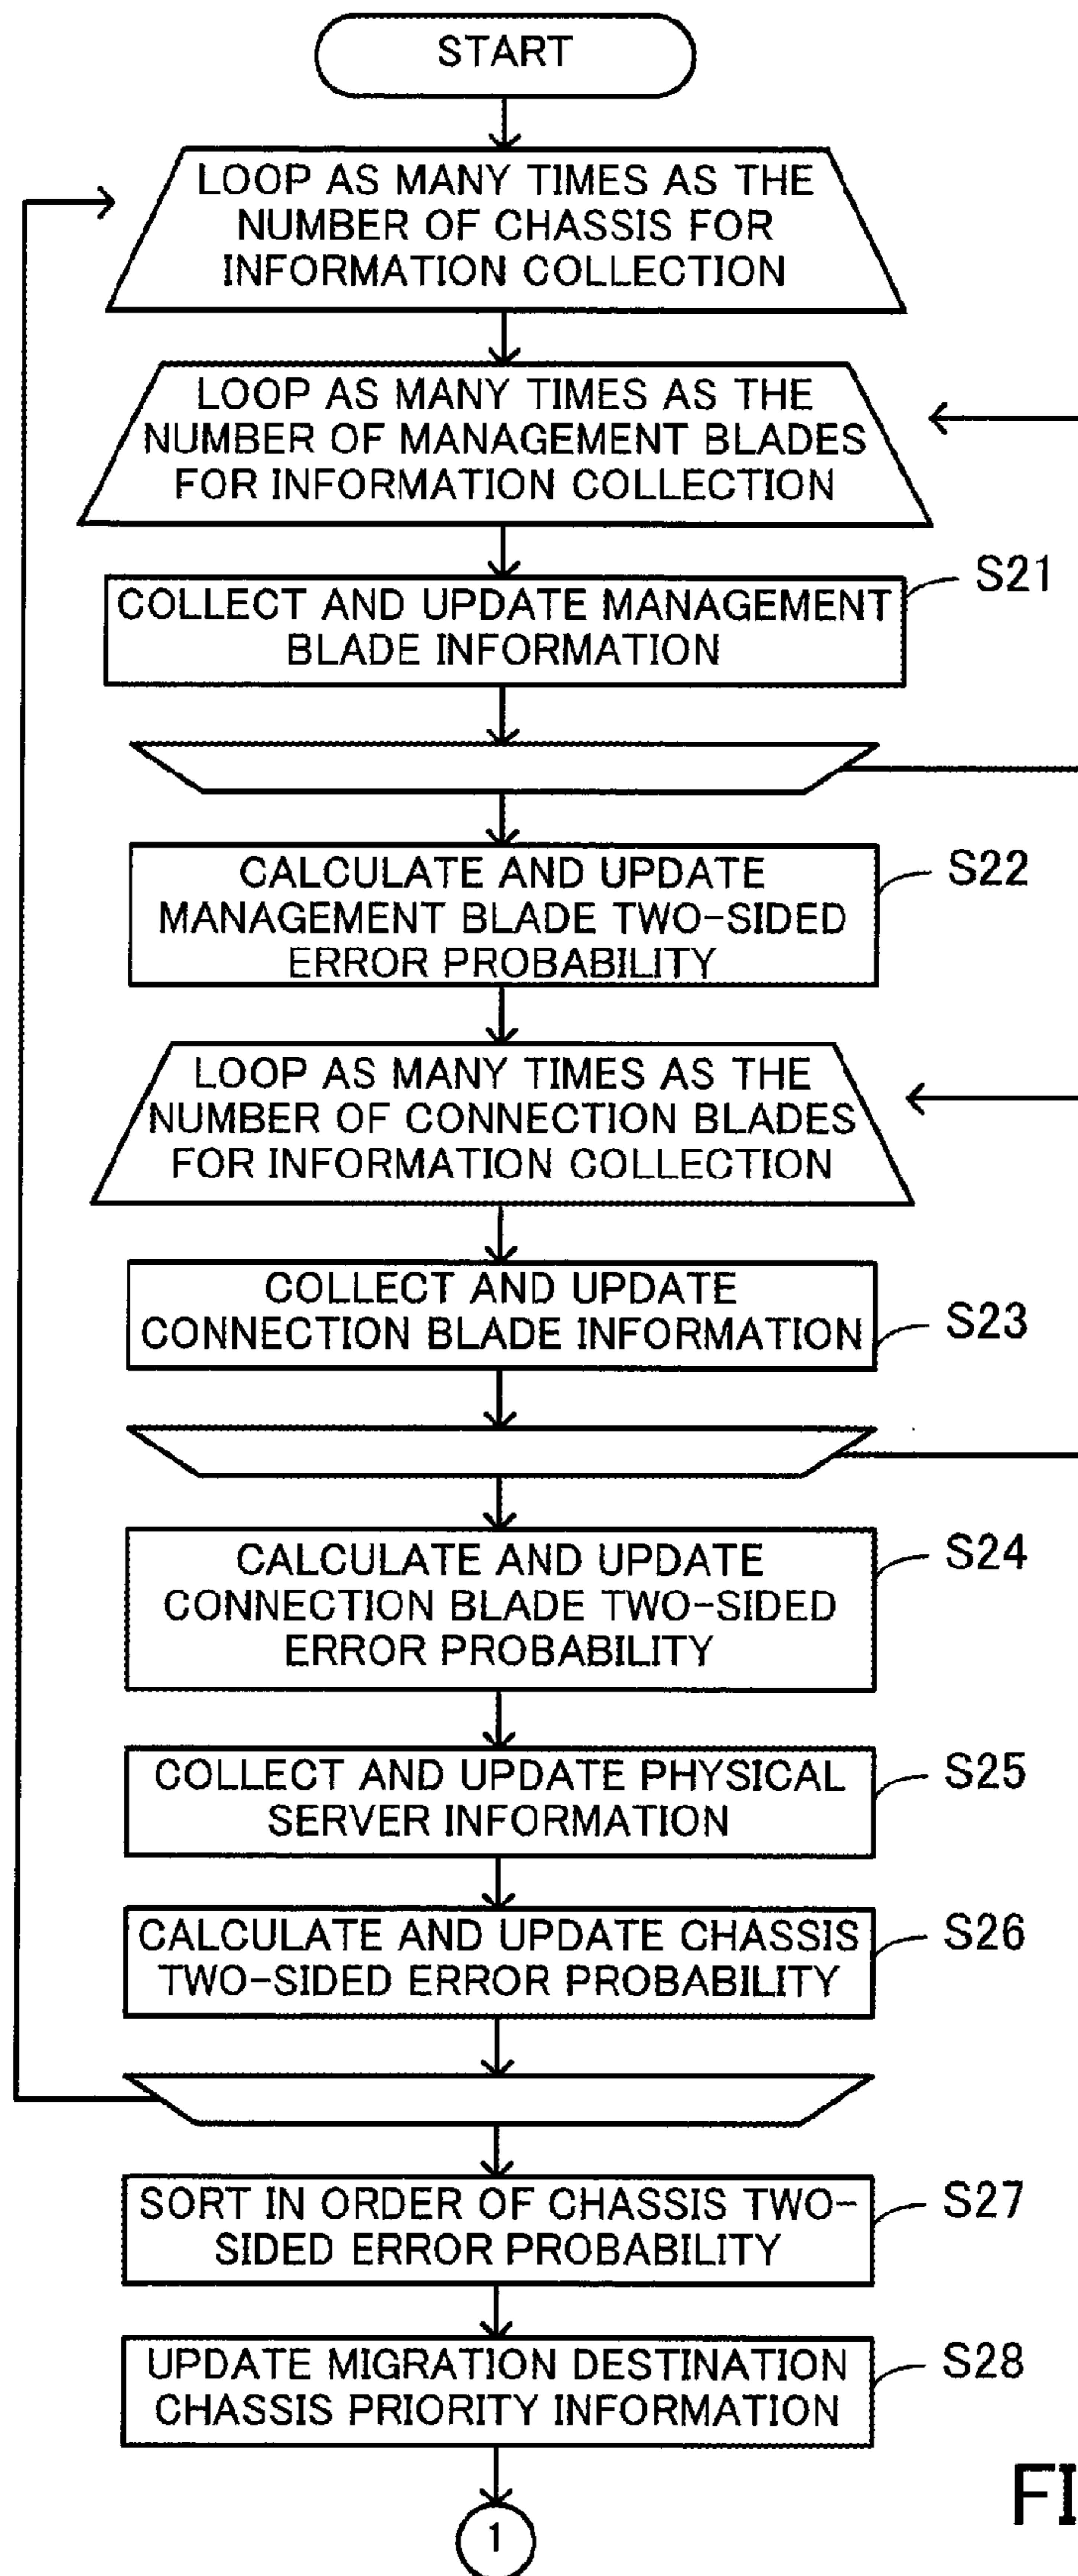 START
LOOP AS MANY TIMES AS THE
NUMBER OF CHASSIS FOR
INFORMATION COLLECTION
LOOP AS MANY TIMES AS THE
NUMBER OF MANAGEMENT BLADES
FOR INFORMATION COLLECTION
S21
COLLECT AND UPDATE MANAGEMENT
BLADE INFORMATION
S22
CALCULATE AND UPDATE
MANAGEMENT BLADE TWO-SIDED
ERROR PROBABILITY
LOOP AS MANY TIMES AS THE
NUMBER OF CONNECTION BLADES
FOR INFORMATION COLLECTION
COLLECT AND UPDATE
CONNECTION BLADE INFORMATION
S23
S24
CALCULATE AND UPDATE
CONNECTION BLADE TWO-SIDED
ERROR PROBABILITY
S25
COLLECT AND UPDATE PHYSICAL
SERVER INFORMATION
S26
CALCULATE AND UPDATE CHASSIS
TWO-SIDED ERROR PROBABILITY
S27
SORT IN ORDER OF CHASSIS TWO-
SIDED ERROR PROBABILITY
S28
UPDATE MIGRATION DESTINATION
CHASSIS PRIORITY INFORMATION
FI
1